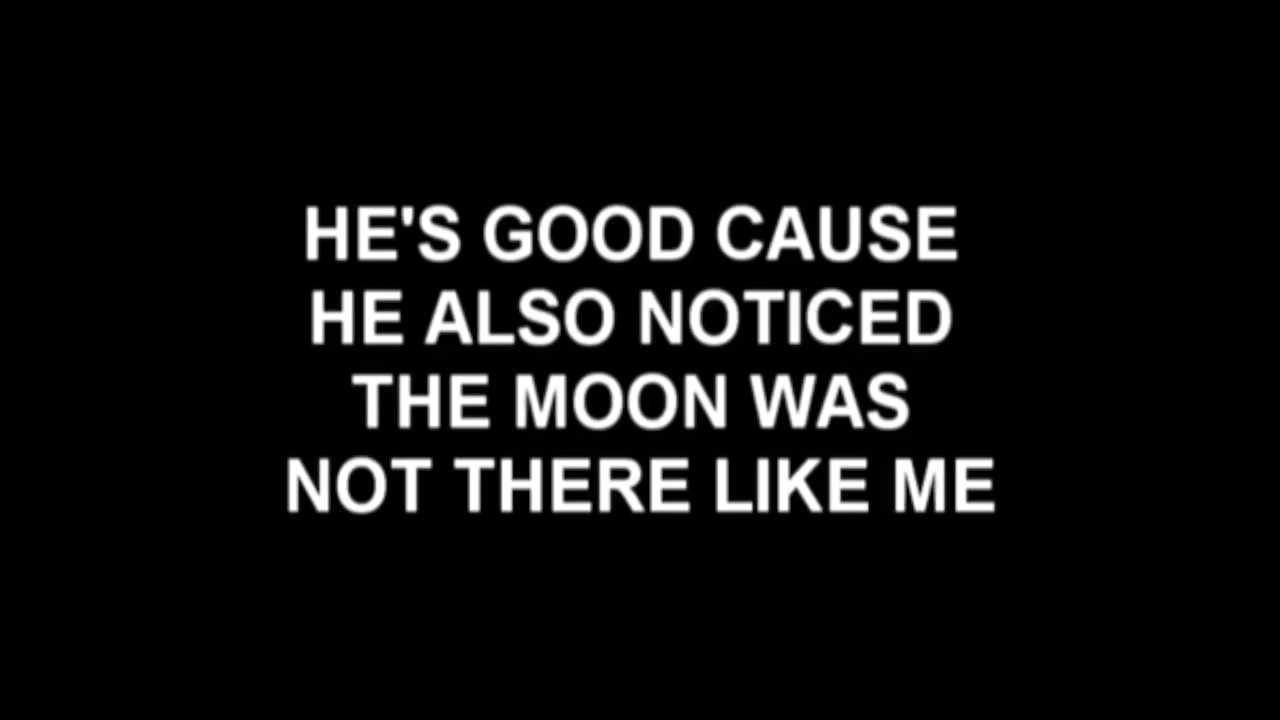 HE'S GOOD CAUSE
HE ALSO NOTICED
THE MOON WAS
NOT THERE LIKE ME